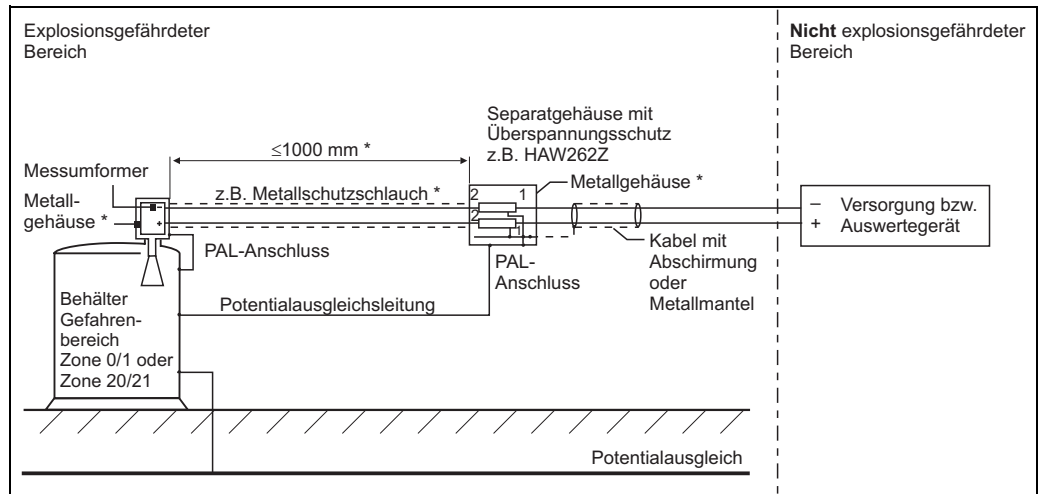 Explosionsgefährdeter
Bereich
Nicht explosionsgefährdeter
Bereich
Separatgehäuse mit
Überspannungsschutz
z.B. HAW262Z
≤1000 mm *
Messumformer
Metall-
gehäuse *
z.B. Metallschutzschlauch *
2 1
2 1
Metallgehäuse *
–
+
– Versorgung bzw.
+ Auswertegerät
PAL-Anschluss
PAL-
Anschluss
Kabel mit
Abschirmung
oder
Metallmantel
Potentialausgleichsleitung
Behälter
Gefahren-
bereich
Zone 0/1 oder
Zone 20/21
Potentialausgleich